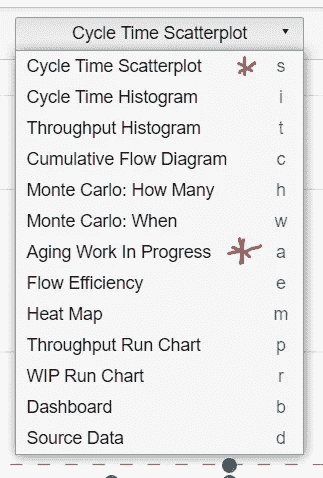 Cycle Time Scatterplot
Cycle Time Scatterplot s
Cycle Time Histogram i
Throughput Histogram t
Cumulative Flow Diagram c
Monte Carlo: How Many h
Monte Carlo: When w
Aging Work In Progress a
Flow Efficiency e
Heat Map m
Throughput Run Chart p
WIP Run Chart r
Dashboard b
Source Data d